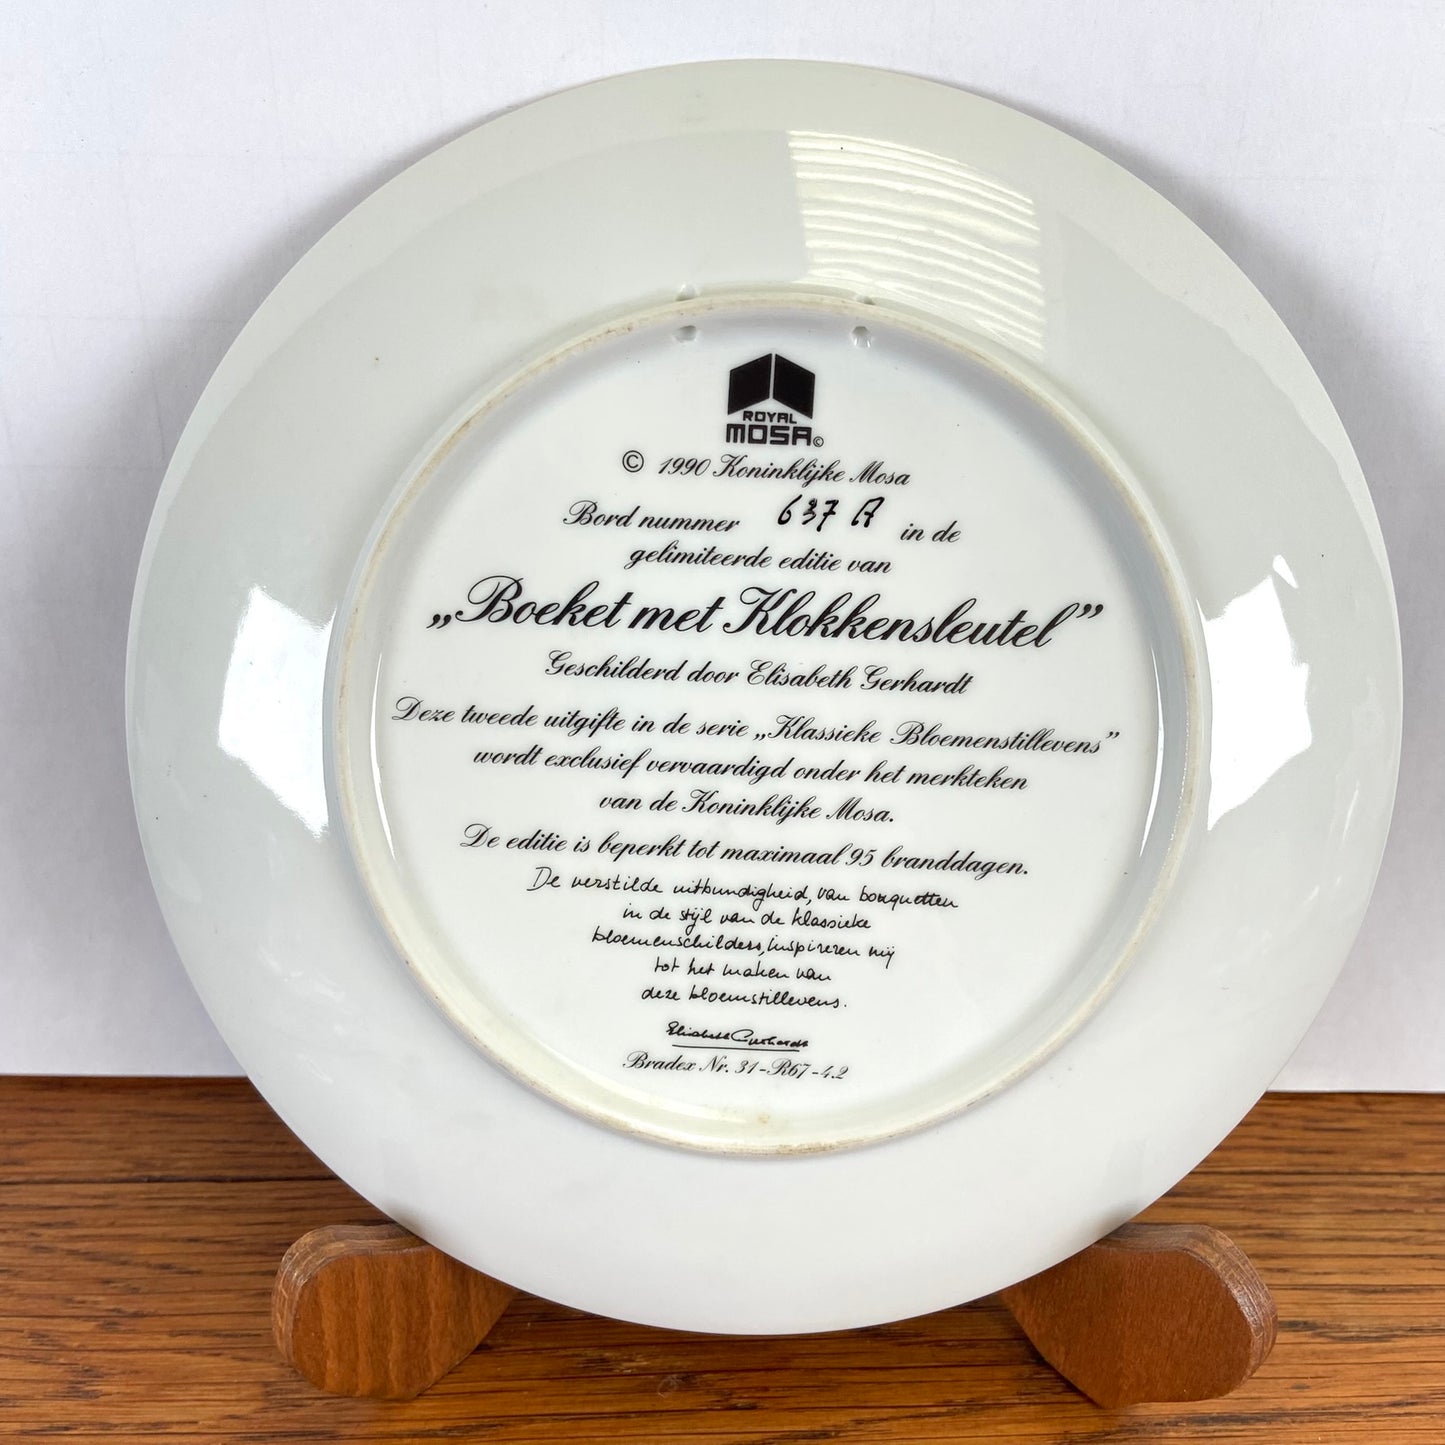 ROYAL
MOSA©
© 1990 Koninklijke Mosa
Bord nummer 637 A in de
gelimiteerde editie van
„Boeket met Klokkensleutel”
Geschilderd door Elisabeth Gerhardt
Deze tweede uitgifte in de serie „Klassieke Bloemenstillevens”
wordt exclusief vervaardigd onder het merkteken
van de Koninklijke Mosa.
De editie is beperkt tot maximaal 95 branddagen.
De verstilde uitbundigheid, van bouquetten
in de stijl van de klassieke
bloemenschilders, inspireren mij
tot het maken van
deze bloemstillevens.
Elisabeth Gerhardt
Bradex Nr. 31-R67-4.2